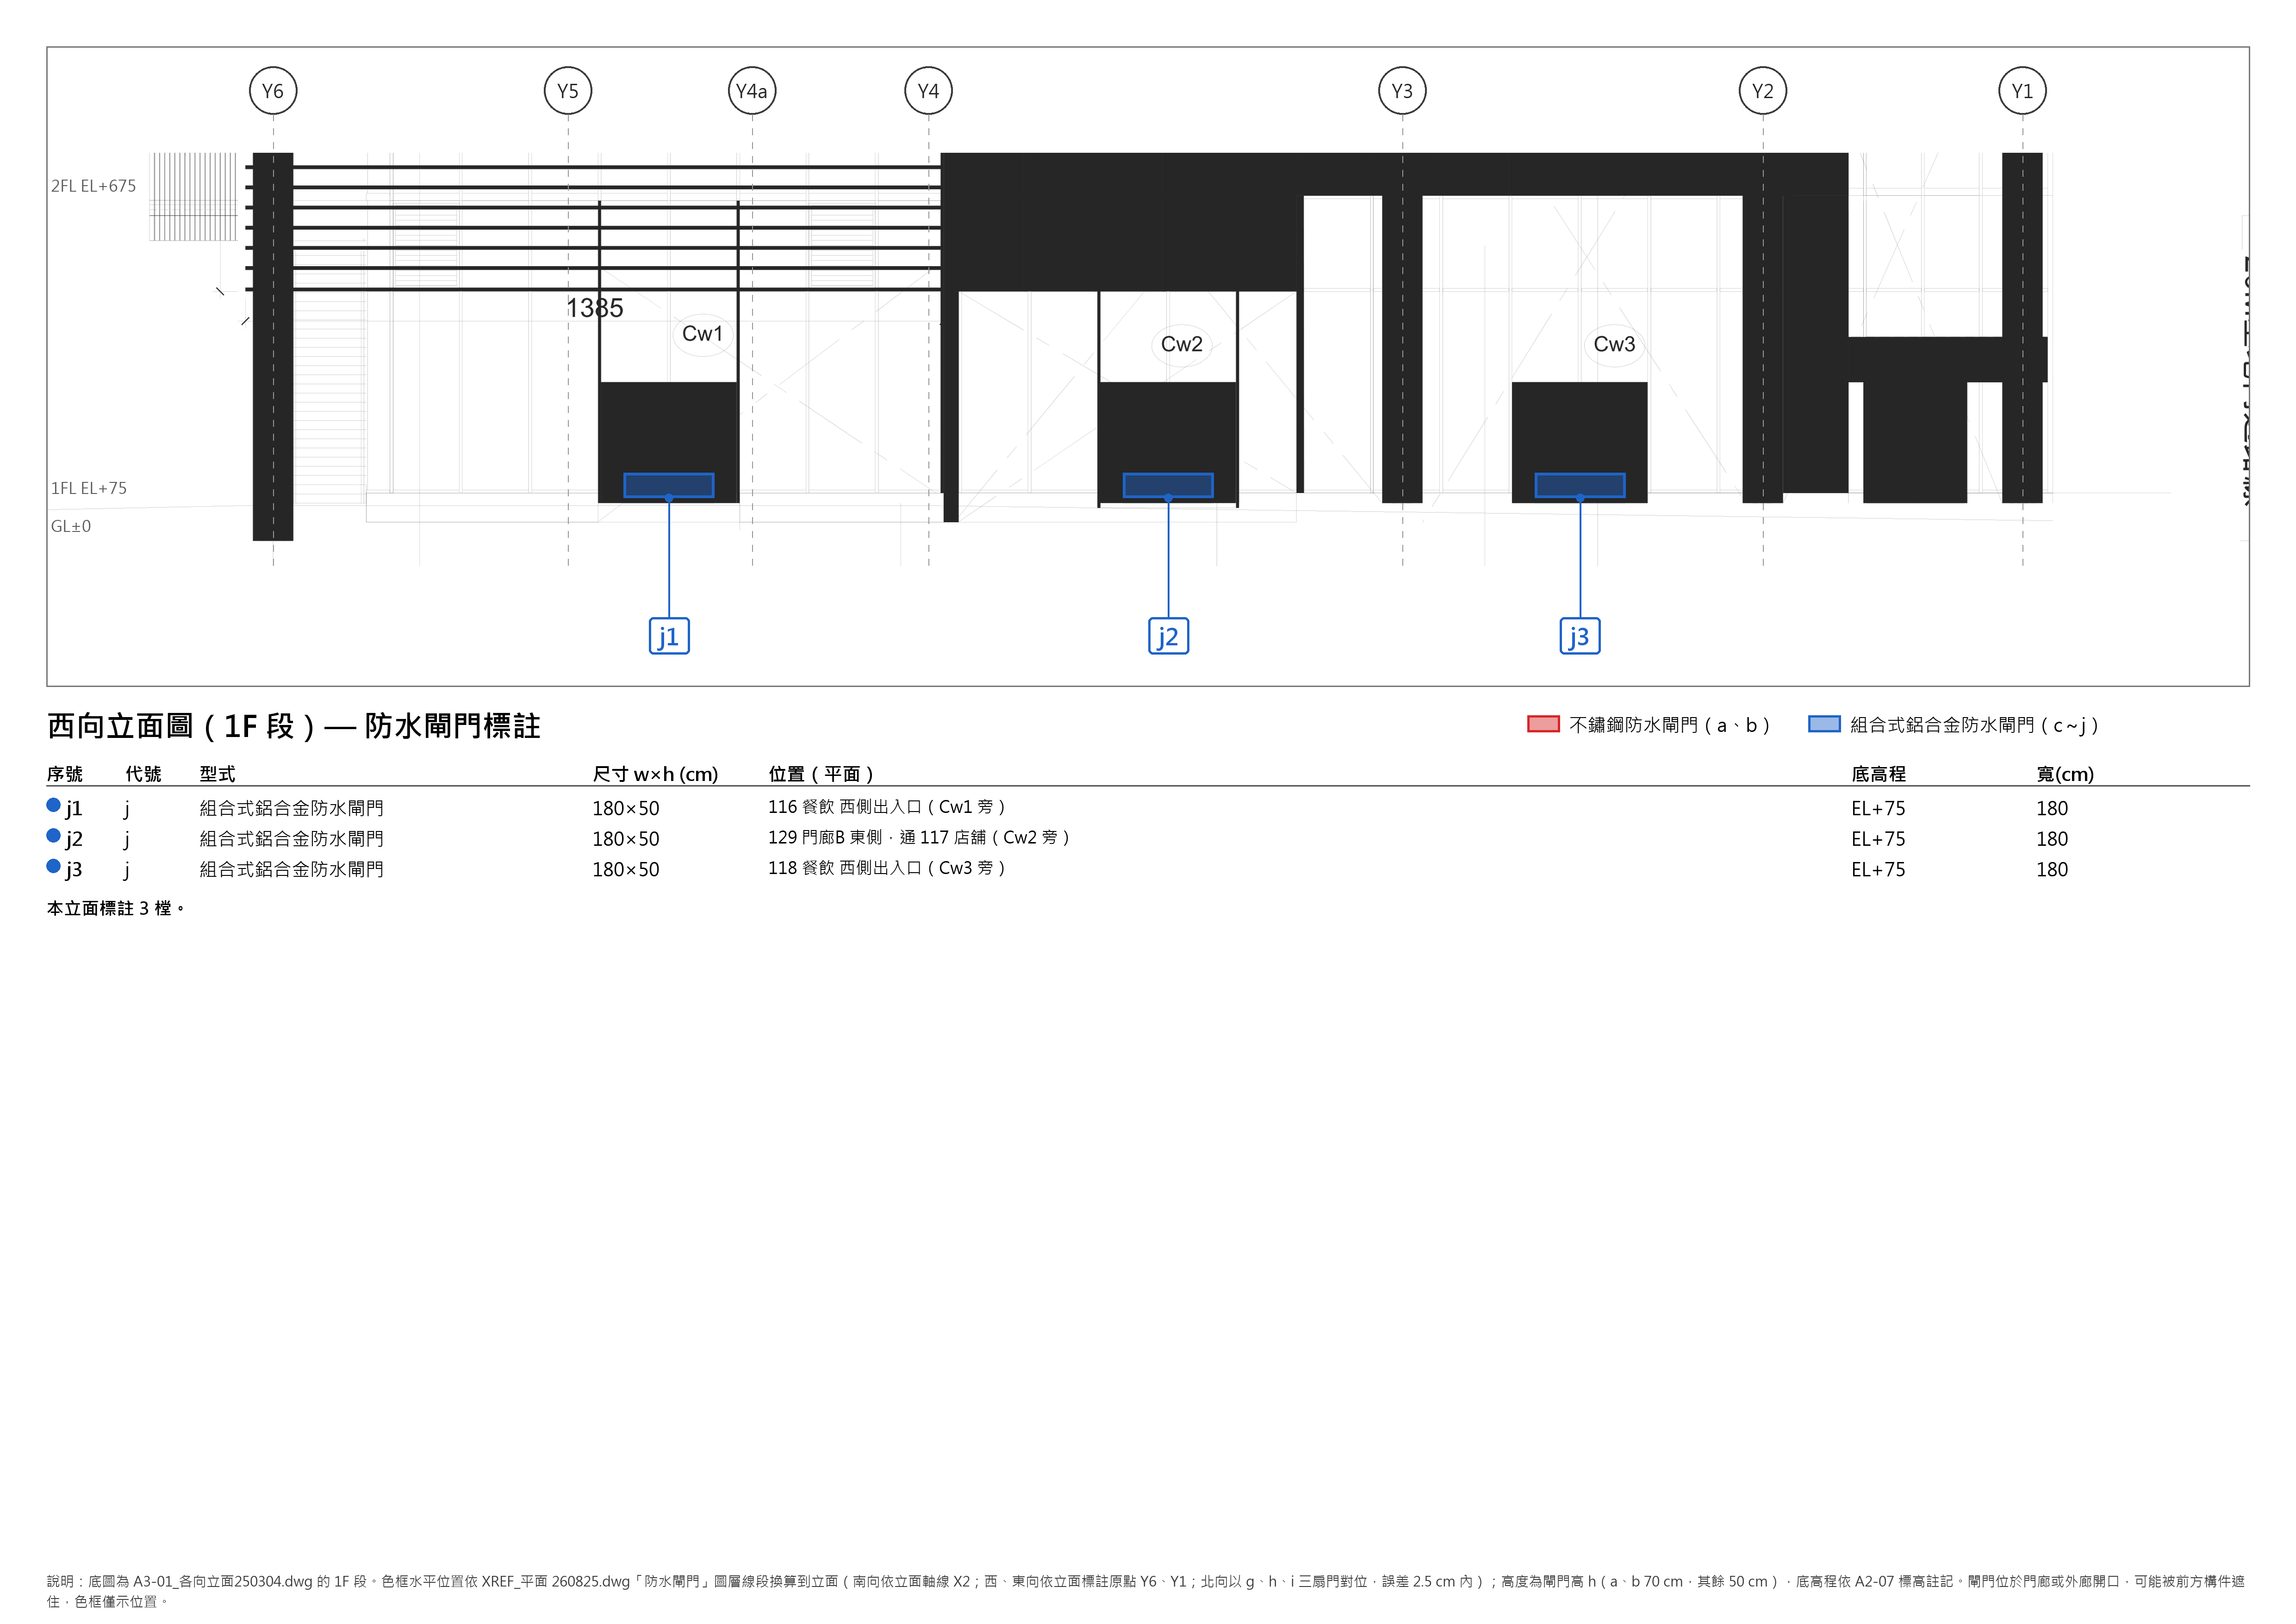 Y6 Y5 Y4a Y4 Y3 Y2 Y1
2FL EL+675
1385
Cw1 Cw2 Cw3
1FL EL+75
GL±0
j1 j2 j3
西向立面圖（1F 段）— 防水閘門標註
不鏽鋼防水閘門（a、b） 組合式鋁合金防水閘門（c～j）
序號 代號 型式 尺寸 w×h (cm) 位置（平面） 底高程 寬(cm)
j1 j 組合式鋁合金防水閘門 180×50 116 餐飲 西側出入口（Cw1 旁） EL+75 180
j2 j 組合式鋁合金防水閘門 180×50 129 門廊B 東側，通 117 店舖（Cw2 旁） EL+75 180
j3 j 組合式鋁合金防水閘門 180×50 118 餐飲 西側出入口（Cw3 旁） EL+75 180
本立面標註 3 樘。
說明：底圖為 A3-01_各向立面250304.dwg 的 1F 段。色框水平位置依 XREF_平面 260825.dwg「防水閘門」圖層線段換算到立面（南向依立面軸線 X2；西、東向依立面標註原點 Y6、Y1；北向以 g、h、i 三扇門對位，誤差 2.5 cm 內）；高度為閘門高 h（a、b 70 cm，其餘 50 cm），底高程依 A2-07 標高註記。閘門位於門廊或外廊開口，可能被前方構件遮
住，色框僅示位置。